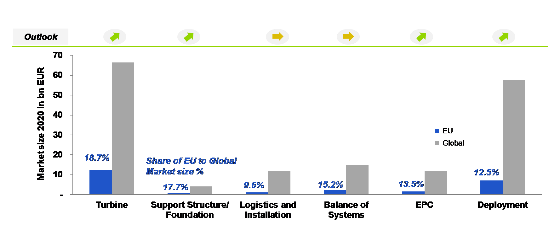 Outlook
Market size 2020 in bn EUR
70
60
50
40
30
20
10
-
18.7%
Share of EU to Global
Market size %
17.7%
9.6%
15.2%
13.5%
12.5%
EU
Global
Turbine
Support Structure/
Foundation
Logistics and
Installation
Balance of
Systems
EPC
Deployment